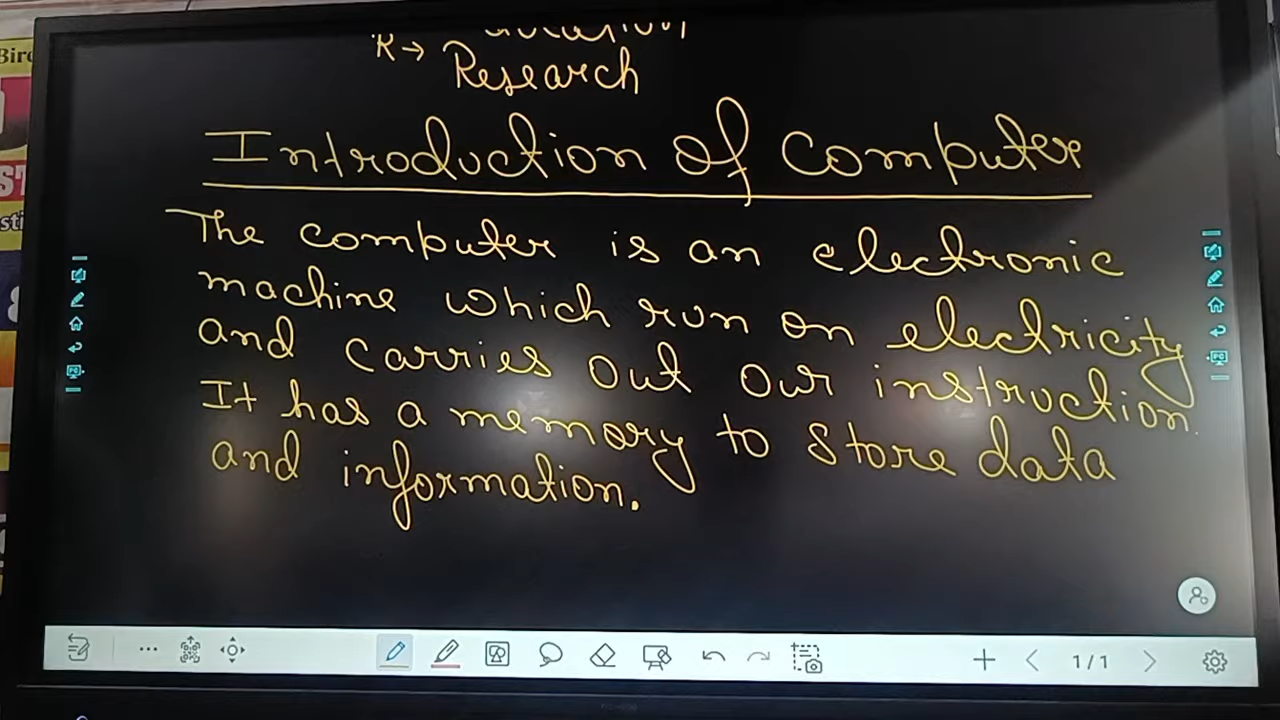 R→
Research
Introduction of computer
The computer is an electronic
machine which run on electricity
and carries out our instruction.
It has a memory to store data
and information.
1/1